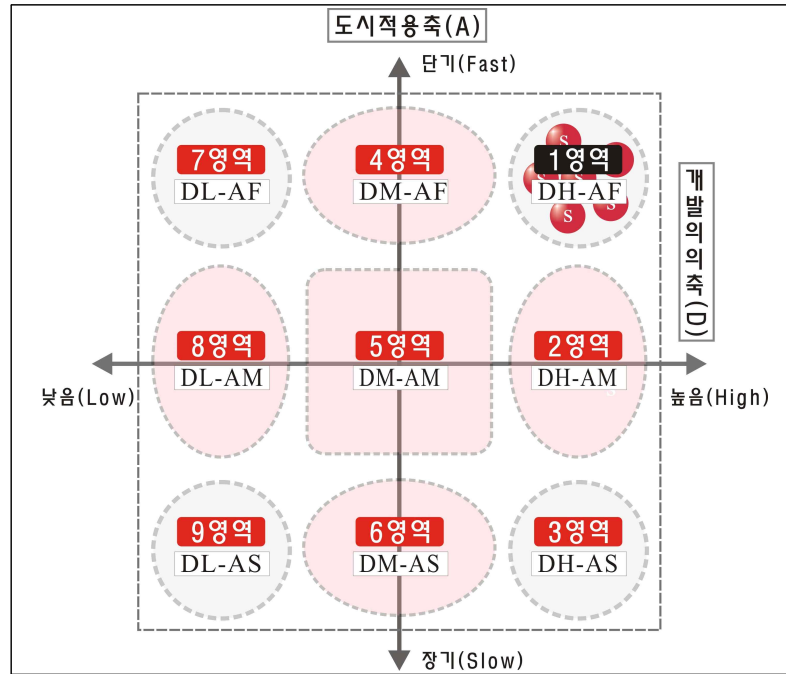 도시적용축(A)
단기(Fast)
7영역
DL-AF
4영역
DM-AF
S
S
S
S
S
1영역
DH-AF
개발의의축(D)
8영역
DL-AM
5영역
DM-AM
2영역
DH-AM
S
낮음(Low)
높음(High)
9영역
DL-AS
6영역
DM-AS
3영역
DH-AS
장기(Slow)